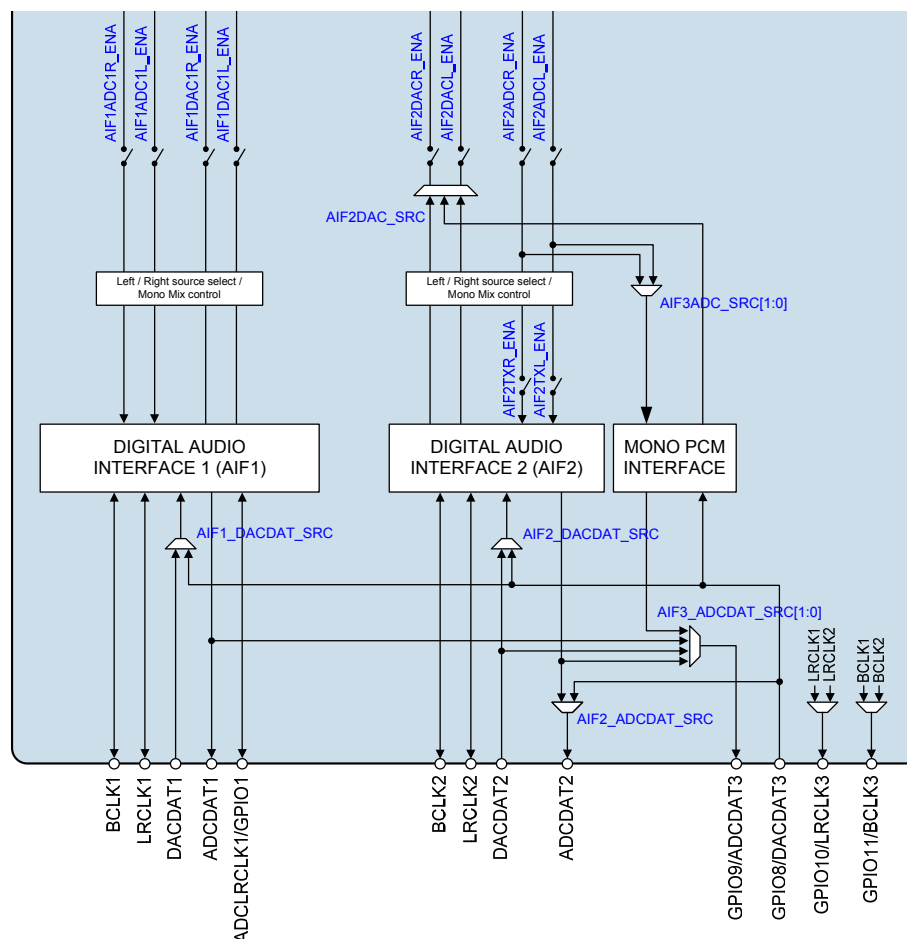 AIF1ADC1R_ENA
AIF1ADC1L_ENA
AIF1DAC1R_ENA
AIF1DAC1L_ENA
AIF2DACR_ENA
AIF2DACL_ENA
AIF2ADCR_ENA
AIF2ADCL_ENA
AIF2DAC_SRC
Left / Right source select /
Mono Mix control
Left / Right source select /
Mono Mix control
AIF3ADC_SRC[1:0]
AIF2TXR_ENA
AIF2TXL_ENA
DIGITAL AUDIO
INTERFACE 1 (AIF1)
DIGITAL AUDIO
INTERFACE 2 (AIF2)
MONO PCM
INTERFACE
AIF1_DACDAT_SRC
AIF2_DACDAT_SRC
AIF3_ADCDAT_SRC[1:0]
LRCLK1
LRCLK2
BCLK1
BCLK2
AIF2_ADCDAT_SRC
BCLK1
LRCLK1
DACDAT1
ADCDAT1
ADCLRCLK1/GPIO1
BCLK2
LRCLK2
DACDAT2
ADCDAT2
GPIO9/ADCDAT3
GPIO8/DACDAT3
GPIO10/LRCLK3
GPIO11/BCLK3